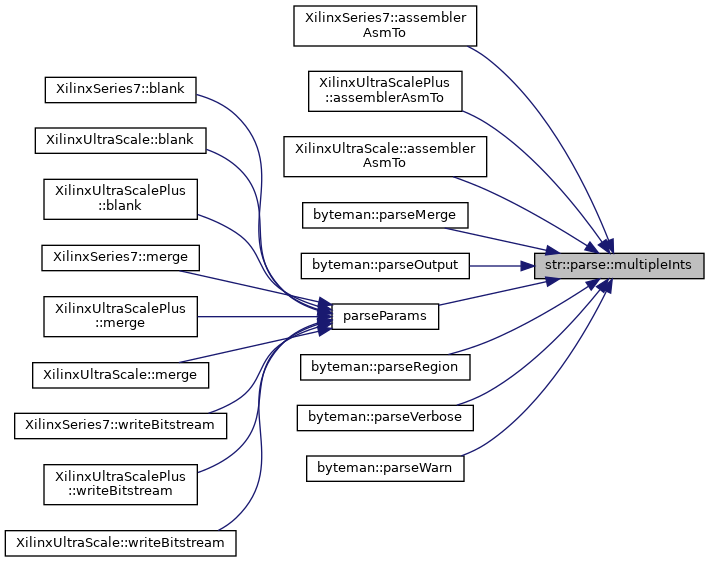 XilinxSeries7::assembler
AsmTo
XilinxUltraScalePlus
::assemblerAsmTo
XilinxSeries7::blank
XilinxUltraScale::blank
XilinxUltraScale::assembler
AsmTo
XilinxUltraScalePlus
::blank
byteman::parseMerge
XilinxSeries7::merge
byteman::parseOutput
str::parse::multipleInts
XilinxUltraScalePlus
::merge
parseParams
XilinxUltraScale::merge
byteman::parseRegion
XilinxSeries7::writeBitstream
byteman::parseVerbose
XilinxUltraScalePlus
::writeBitstream
byteman::parseWarn
XilinxUltraScale::writeBitstream